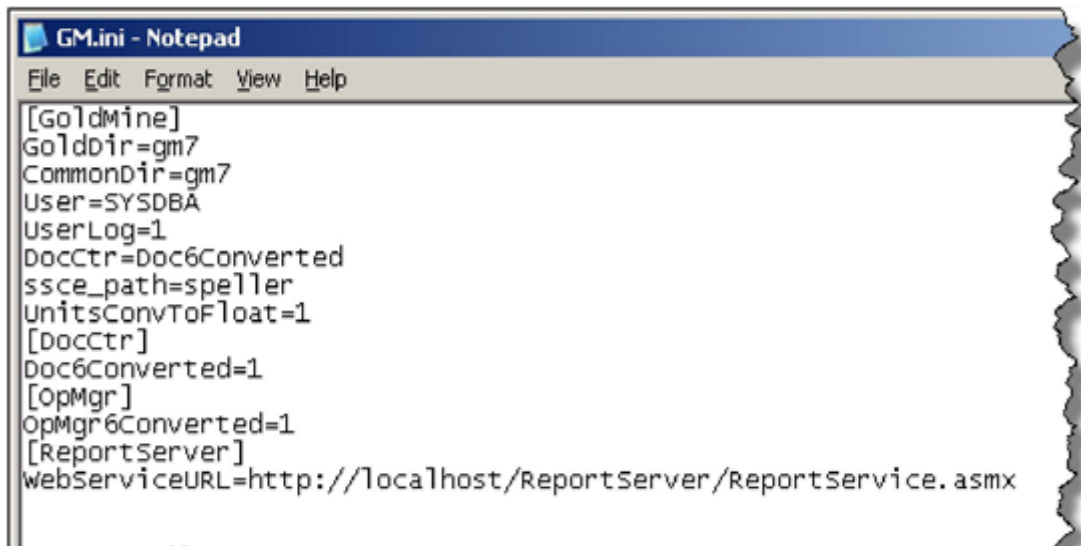 GM.ini - Notepad
File Edit Format View Help
[GoldMine]
GoldDir=gm7
CommonDir=gm7
User=SYSDBA
UserLog=1
DocCtr=Doc6Converted
ssce_path=speller
UnitsConvToFloat=1
[DocCtr]
Doc6Converted=1
[OpMgr]
OpMgr6Converted=1
[ReportServer]
WebServiceURL=http://localhost/ReportServer/ReportService.asmx